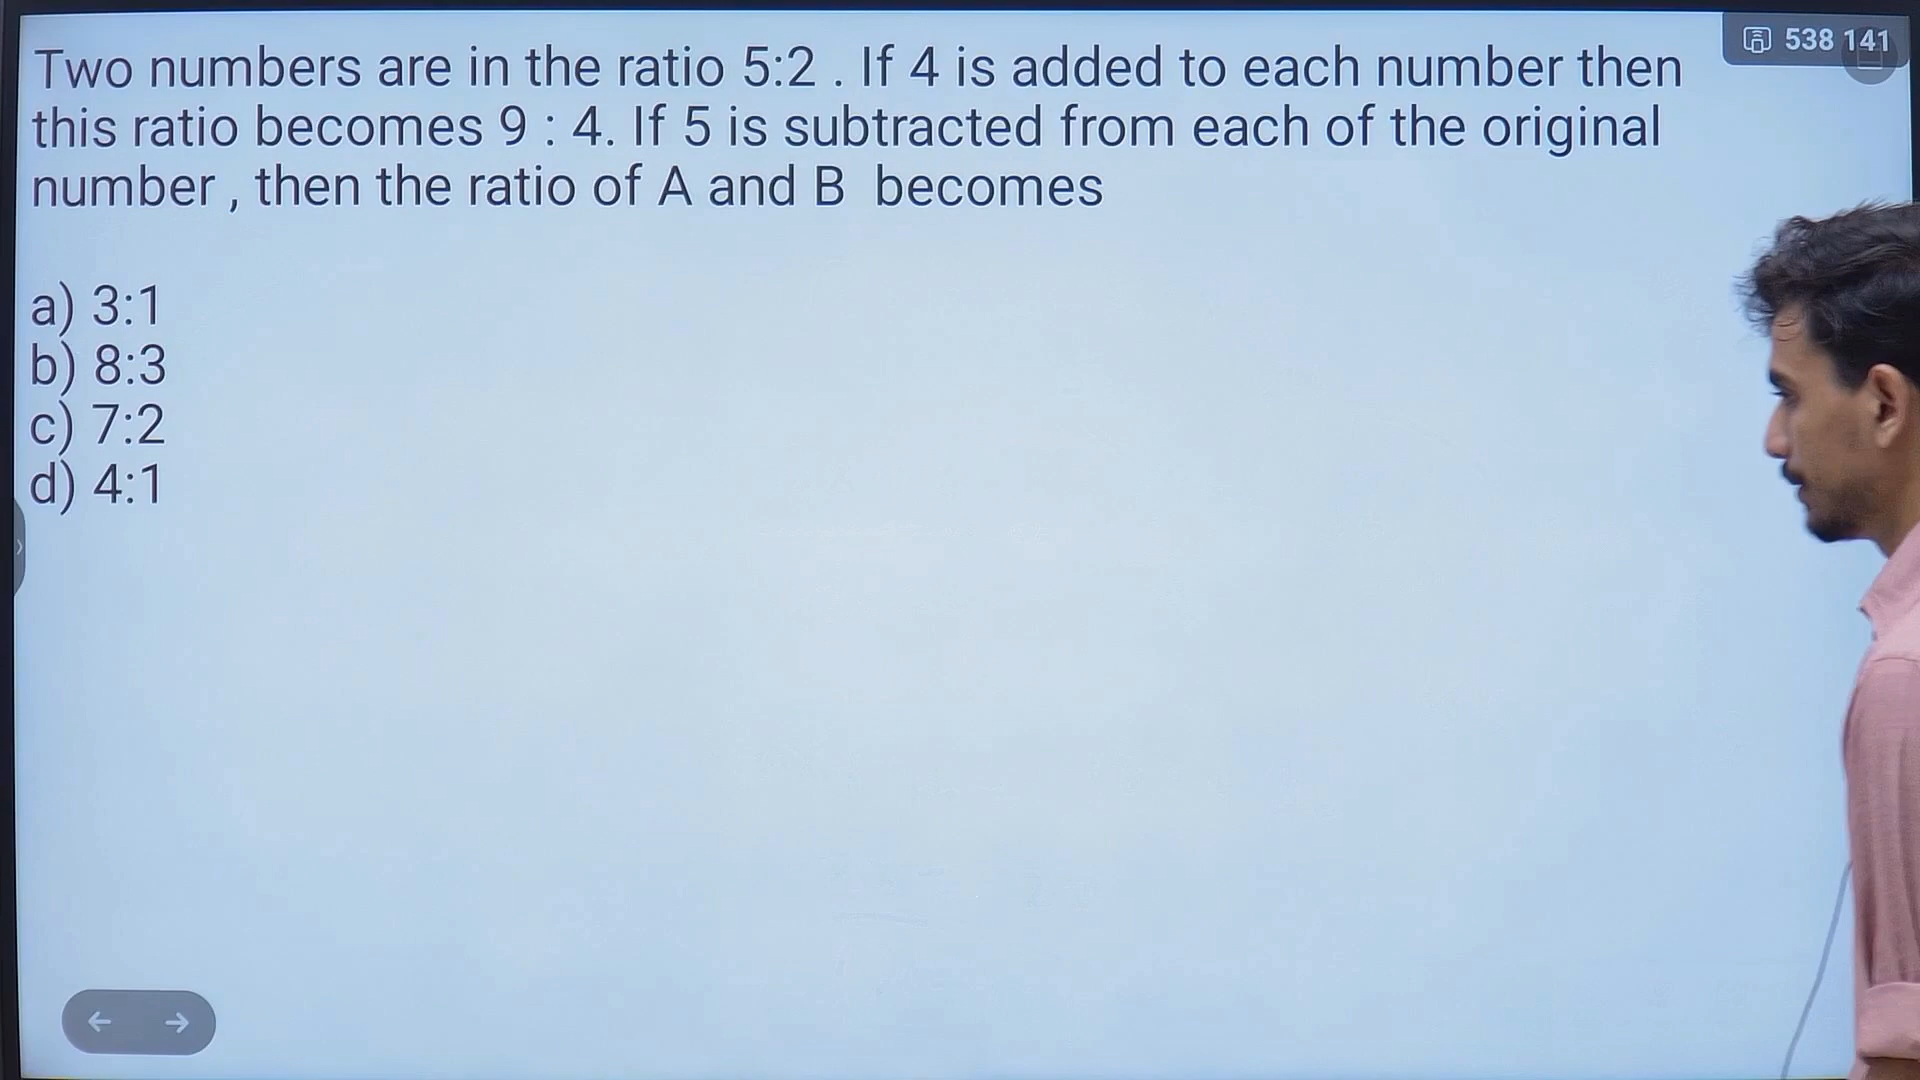 538 141
Two numbers are in the ratio 5:2 . If 4 is added to each number then
this ratio becomes 9 : 4. If 5 is subtracted from each of the original
number , then the ratio of A and B becomes
a) 3:1
b) 8:3
c) 7:2
d) 4:1